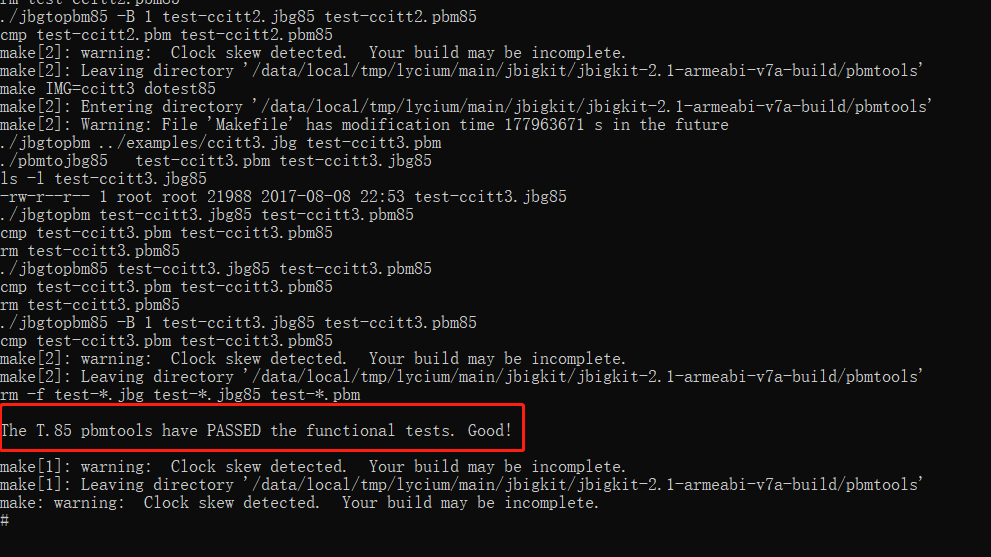 rm test-ccitt2.pbm85
./jbgtopbm85 -B 1 test-ccitt2.jbg85 test-ccitt2.pbm85
cmp test-ccitt2.pbm test-ccitt2.pbm85
make[2]: warning:  Clock skew detected.  Your build may be incomplete.
make[2]: Leaving directory '/data/local/tmp/lycium/main/jbigkit/jbigkit-2.1-armeabi-v7a-build/pbmtools'
make IMG=ccitt3 dotest85
make[2]: Entering directory '/data/local/tmp/lycium/main/jbigkit/jbigkit-2.1-armeabi-v7a-build/pbmtools'
make[2]: Warning: File 'Makefile' has modification time 177963671 s in the future
./jbgtopbm ../examples/ccitt3.jbg test-ccitt3.pbm
./pbmtojbg85   test-ccitt3.pbm test-ccitt3.jbg85
ls -l test-ccitt3.jbg85
-rw-r--r-- 1 root root 21988 2017-08-08 22:53 test-ccitt3.jbg85
./jbgtopbm test-ccitt3.jbg85 test-ccitt3.pbm85
cmp test-ccitt3.pbm test-ccitt3.pbm85
rm test-ccitt3.pbm85
./jbgtopbm85 test-ccitt3.jbg85 test-ccitt3.pbm85
cmp test-ccitt3.pbm test-ccitt3.pbm85
rm test-ccitt3.pbm85
./jbgtopbm85 -B 1 test-ccitt3.jbg85 test-ccitt3.pbm85
cmp test-ccitt3.pbm test-ccitt3.pbm85
make[2]: warning:  Clock skew detected.  Your build may be incomplete.
make[2]: Leaving directory '/data/local/tmp/lycium/main/jbigkit/jbigkit-2.1-armeabi-v7a-build/pbmtools'
rm -f test-*.jbg test-*.jbg85 test-*.pbm
The T.85 pbmtools have PASSED the functional tests. Good!
make[1]: warning:  Clock skew detected.  Your build may be incomplete.
make[1]: Leaving directory '/data/local/tmp/lycium/main/jbigkit/jbigkit-2.1-armeabi-v7a-build/pbmtools'
make: warning:  Clock skew detected.  Your build may be incomplete.
#